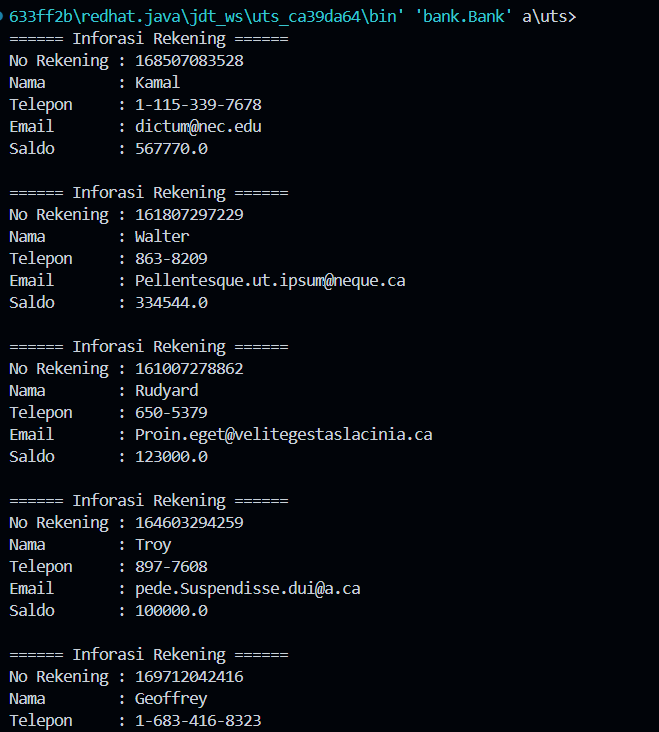 633ff2b\redhat.java\jdt_ws\uts_ca39da64\bin' 'bank.Bank' a\uts>
====== Inforasi Rekening ======
No Rekening : 168507083528
Nama        : Kamal
Telepon     : 1-115-339-7678
Email       : dictum@nec.edu
Saldo       : 567770.0

====== Inforasi Rekening ======
No Rekening : 161807297229
Nama        : Walter
Telepon     : 863-8209
Email       : Pellentesque.ut.ipsum@neque.ca
Saldo       : 334544.0

====== Inforasi Rekening ======
No Rekening : 161007278862
Nama        : Rudyard
Telepon     : 650-5379
Email       : Proin.eget@velitegestaslacinia.ca
Saldo       : 123000.0

====== Inforasi Rekening ======
No Rekening : 164603294259
Nama        : Troy
Telepon     : 897-7608
Email       : pede.Suspendisse.dui@a.ca
Saldo       : 100000.0

====== Inforasi Rekening ======
No Rekening : 169712042416
Nama        : Geoffrey
Telepon     : 1-683-416-8323